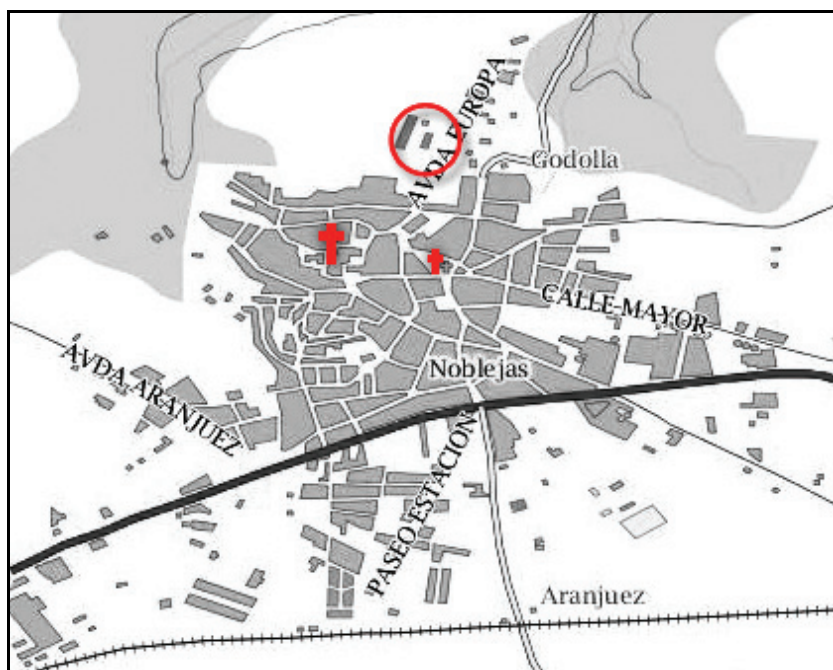 AVDA EUROPA
Godolla
CALLE MAYOR
AVDA ARANJUEZ
Noblejas
PASEO ESTACION
Aranjuez